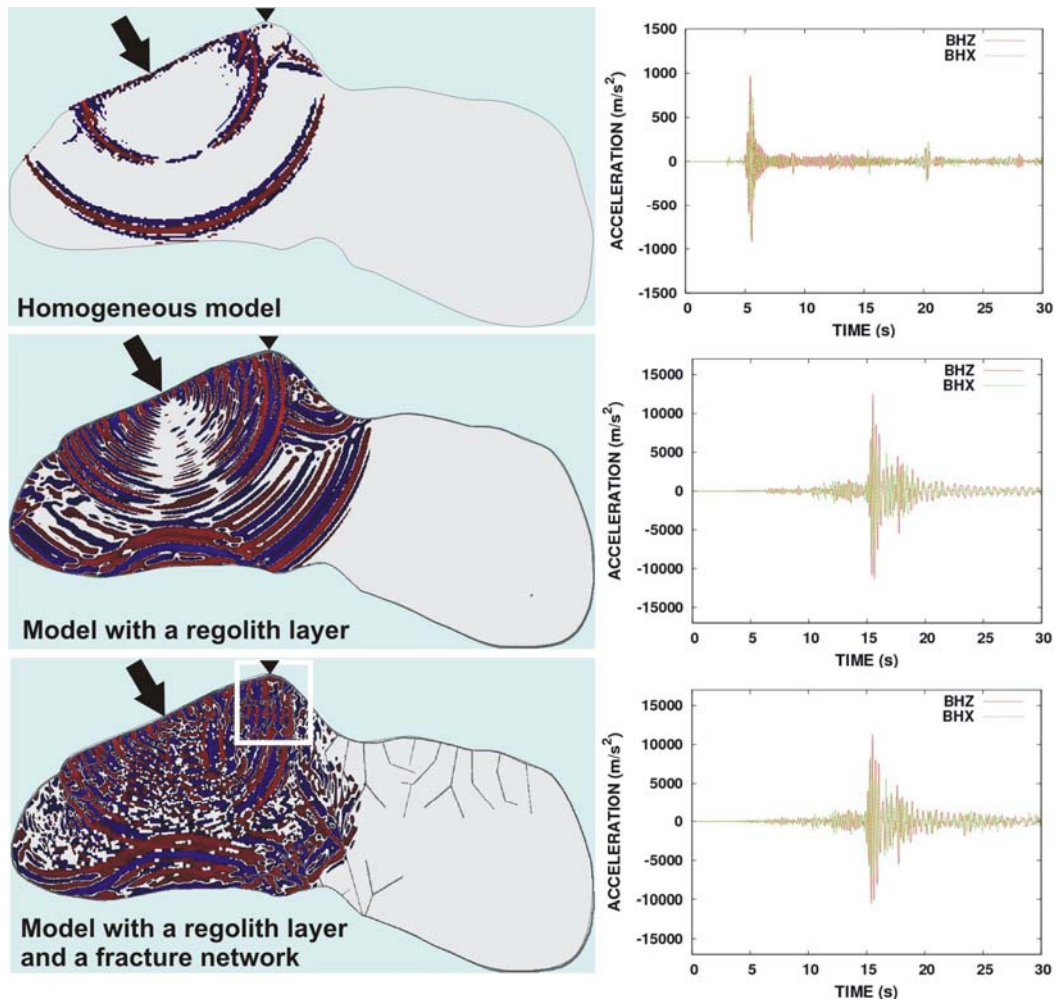 Homogeneous model
1500
1000
500
0
-500
-1000
-1500
ACCELERATION (m/s²)
BHZ
BHX
0 5 10 15 20 25 30
TIME (s)
Model with a regolith layer
15000
10000
5000
0
-5000
-10000
-15000
ACCELERATION (m/s²)
BHZ
BHX
0 5 10 15 20 25 30
TIME (s)
Model with a regolith layer
and a fracture network
15000
10000
5000
0
-5000
-10000
-15000
ACCELERATION (m/s²)
BHZ
BHX
0 5 10 15 20 25 30
TIME (s)